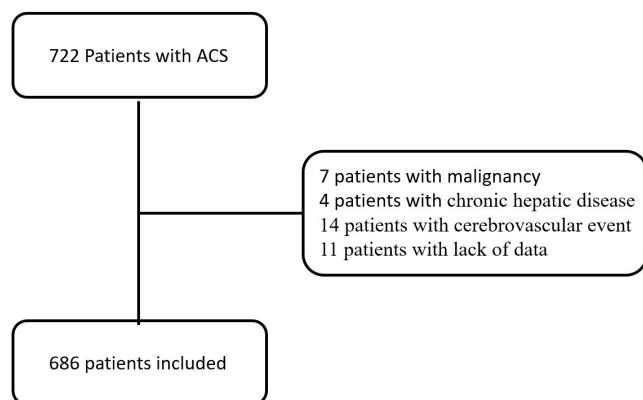 722 Patients with ACS
7 patients with malignancy
4 patients with chronic hepatic disease
14 patients with cerebrovascular event
11 patients with lack of data
686 patients included